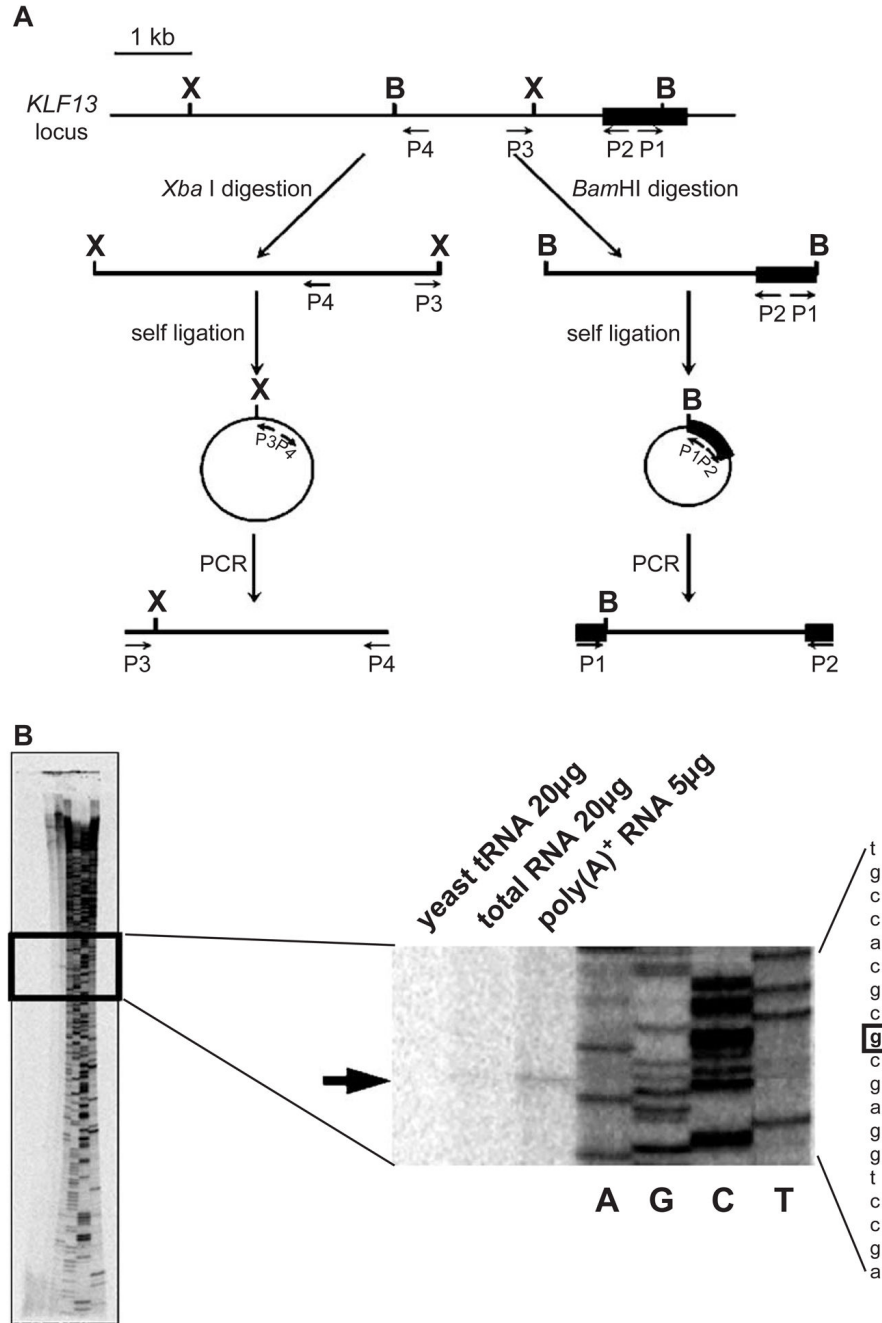 A
1 kb
X B X B
KLF13
locus
P4 P3 P2 P1
Xba I digestion
BamHI digestion
X X B B
P4 P3
P2 P1
self ligation
self ligation
X
B
P3P4
P1P2
PCR
PCR
X
B
P3 P4
P1 P2
B
yeast tRNA 20µg
total RNA 20µg
poly(A)+ RNA 5µg
t
g
c
c
a
c
g
c
g
c
g
a
g
g
t
c
c
g
a
A G C T